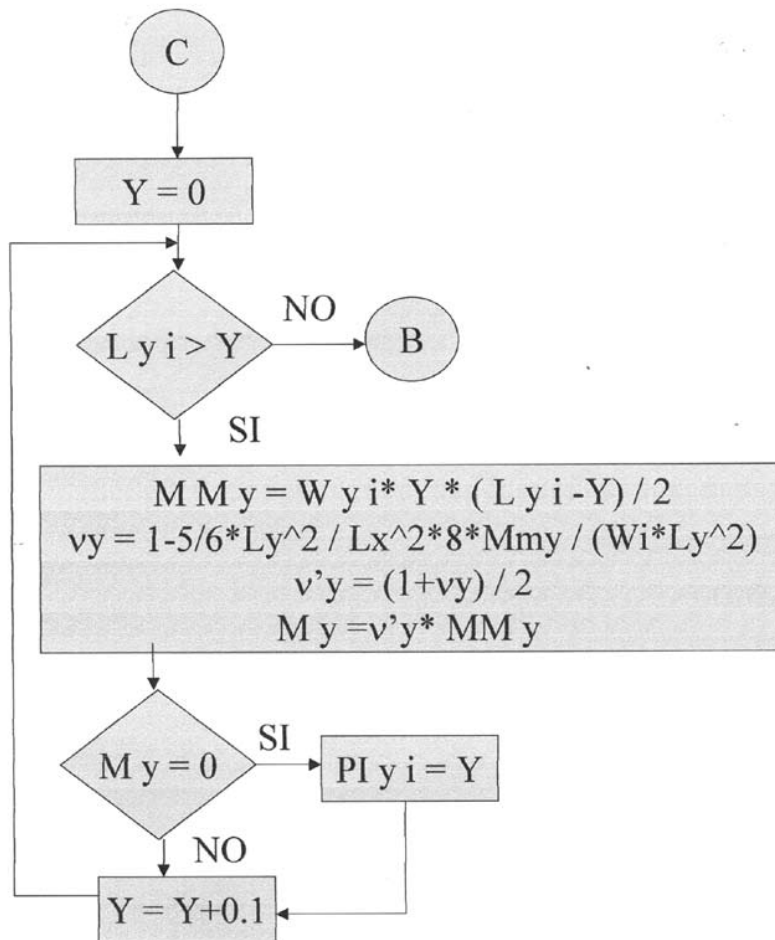 C
Y = 0
L y i > Y
NO
B
SI
M M y = W y i* Y * ( L y i -Y) / 2
νy = 1-5/6*Ly^2 / Lx^2*8*Mmy / (Wi*Ly^2)
ν'y = (1+νy) / 2
M y =ν'y* MM y
M y = 0
SI
PI y i = Y
NO
Y = Y+0.1